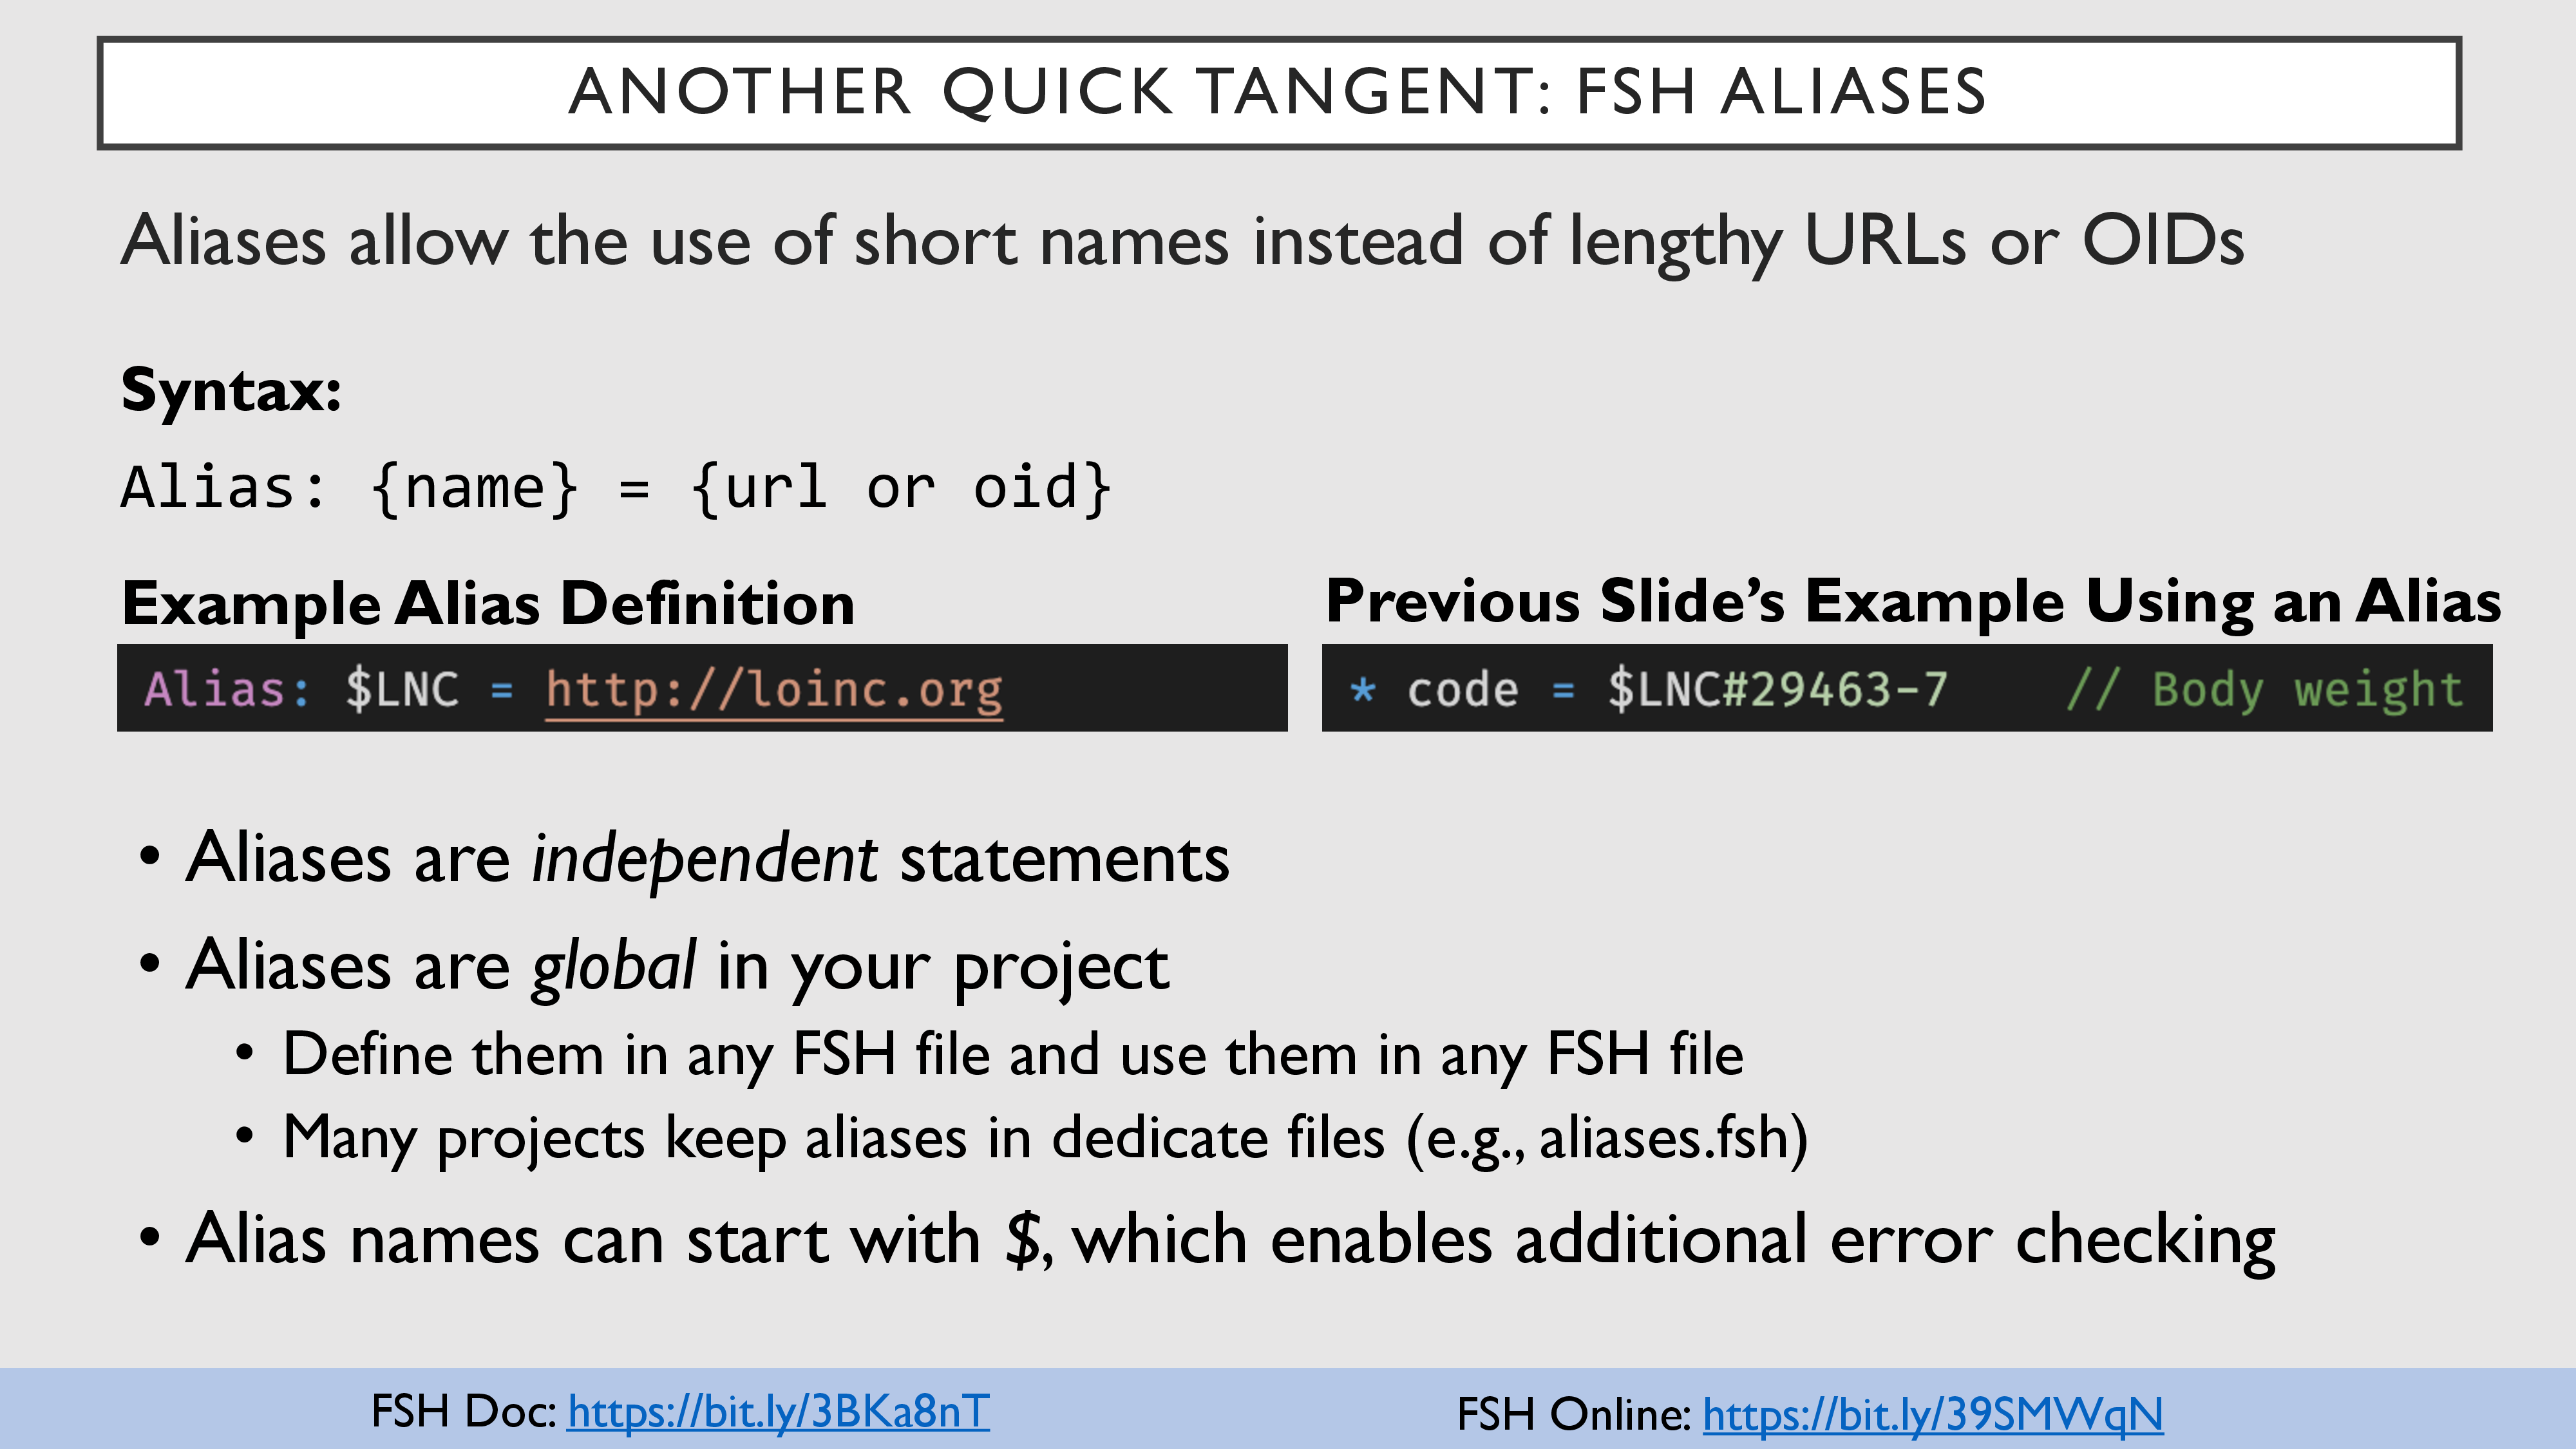 ANOTHER QUICK TANGENT: FSH ALIASES
Aliases allow the use of short names instead of lengthy URLs or OIDs
Syntax:
Alias: {name} = {url or oid}
Example Alias Definition
Alias: $LNC = http://loinc.org
Previous Slide’s Example Using an Alias
* code = $LNC#29463-7 // Body weight
• Aliases are independent statements
• Aliases are global in your project
• Define them in any FSH file and use them in any FSH file
• Many projects keep aliases in dedicate files (e.g., aliases.fsh)
• Alias names can start with $, which enables additional error checking
FSH Doc: https://bit.ly/3BKa8nT
FSH Online: https://bit.ly/39SMWqN